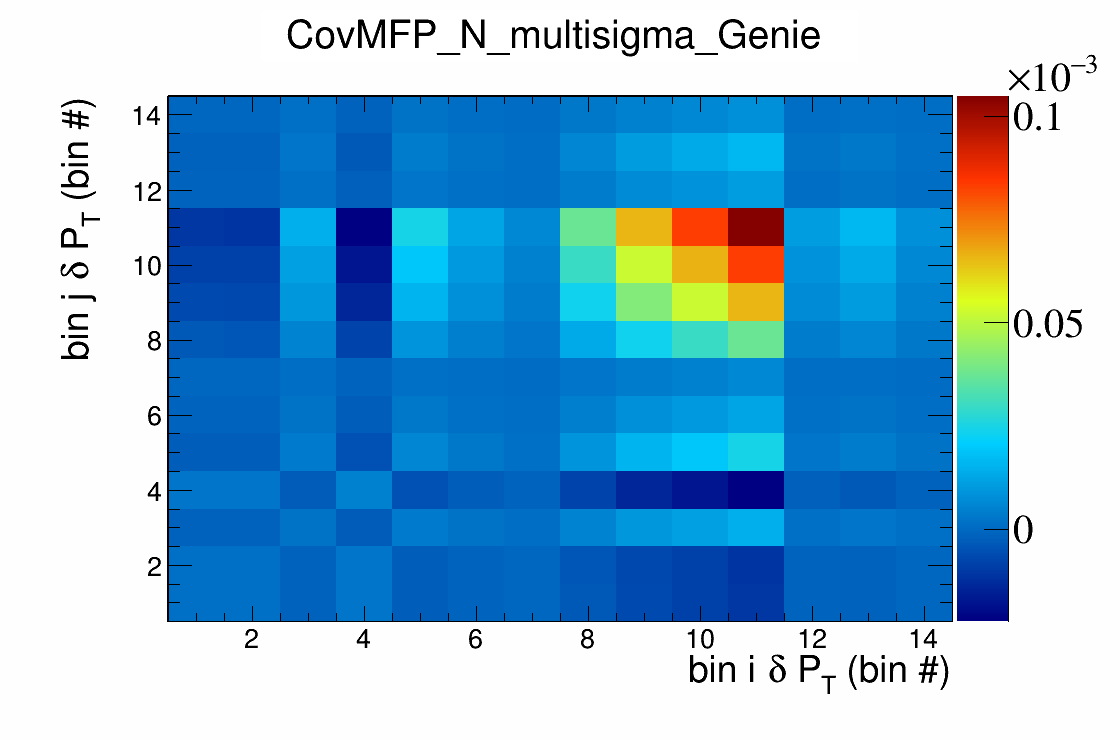 CovMFP_N_multisigma_Genie
×10⁻³
0.1
0.05
0
bin j δ P_T (bin #)
14
12
10
8
6
4
2
2 4 6 8 10 12 14
bin i δ P_T (bin #)